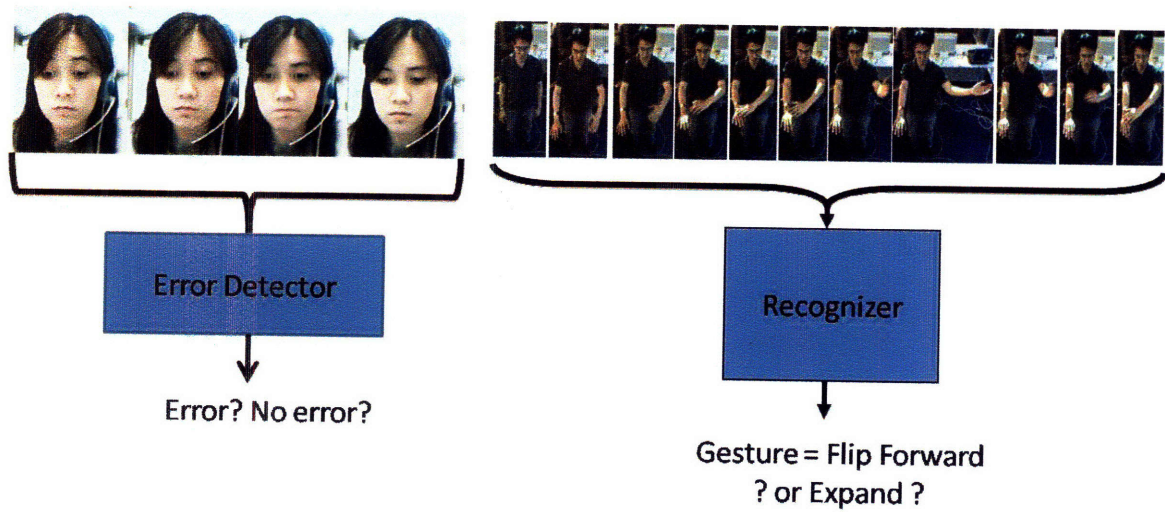 Error Detector
Error? No error?
Recognizer
Gesture = Flip Forward
? or Expand ?